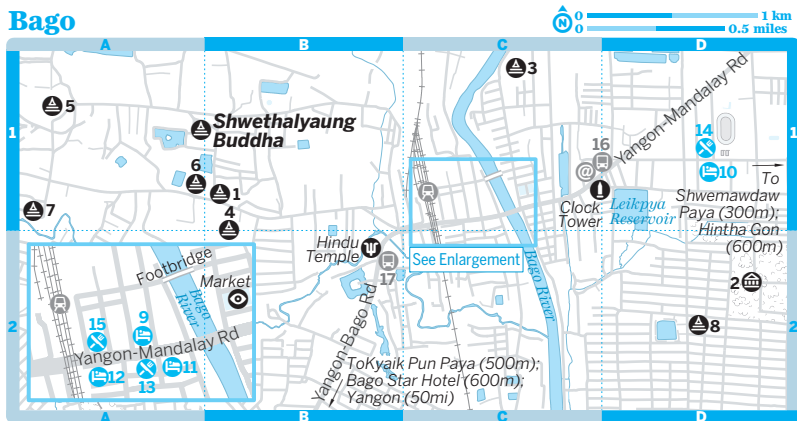 Bago
N
0 1 km
0 0.5 miles
A B C D
1 1
2 2
A B C D
5
Shwethalyaung
Buddha
6
1
4
7
3
16
@
Yangon-Mandalay Rd
14
10
To
Shwemawdaw
Paya (300m);
Hintha Gon
(600m)
Clock
Tower
Leikpya
Reservoir
Hindu
Temple
17
See Enlargement
Bago River
2
8
Footbridge
Market
Bago
River
15
9
Yangon-Mandalay Rd
12
13
11
Yangon-Bago Rd
ToKyaik Pun Paya (500m);
Bago Star Hotel (600m);
Yangon (50mi)